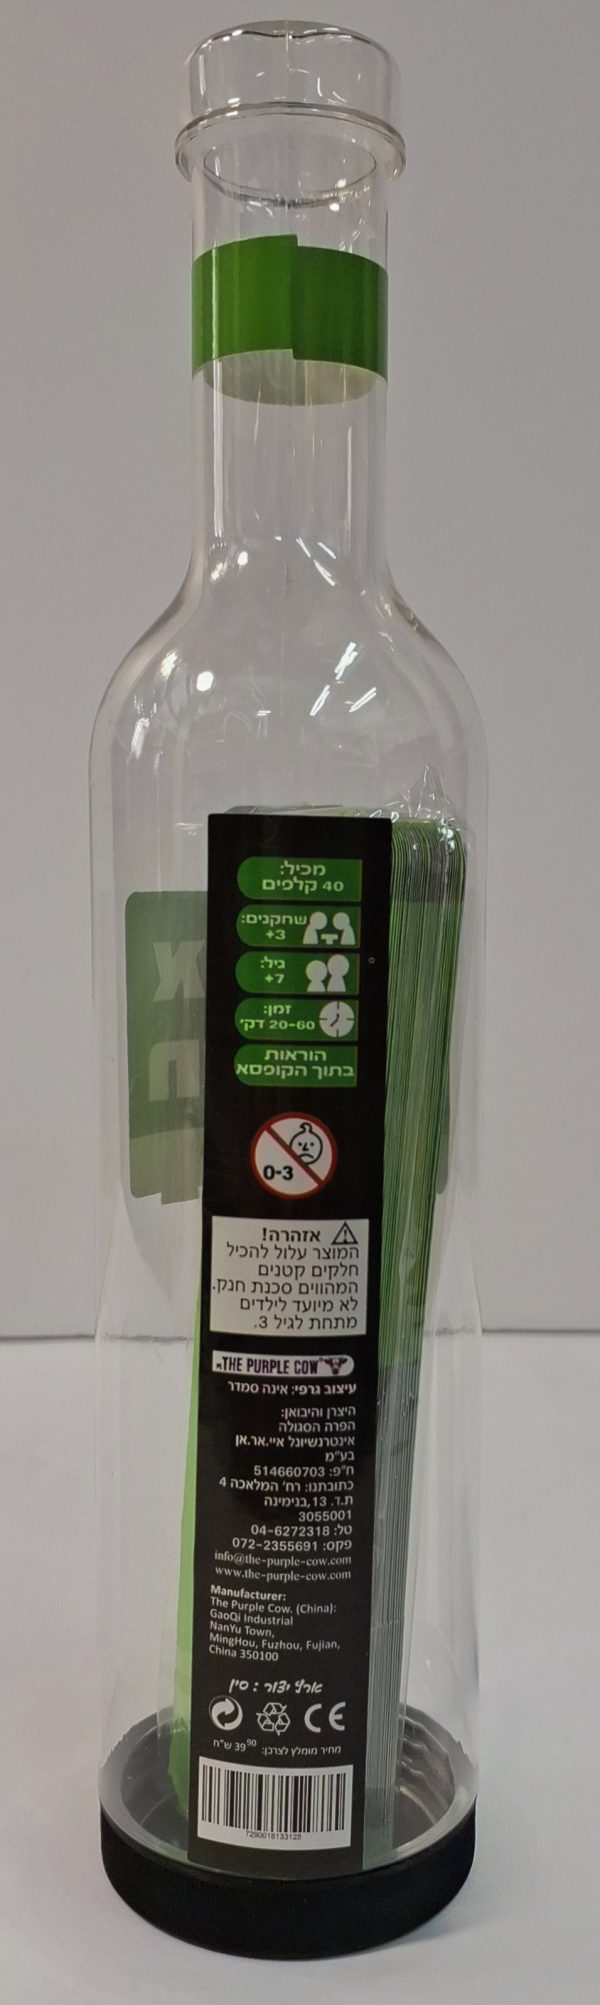 מכיל:
40 קלפים
שחקנים:
3+
גיל:
7+
זמן:
20-60 דק'
הוראות
בתוך הקופסא
0-3
אזהרה!
המוצר עלול להכיל
חלקים קטנים
המהווים סכנת חנק.
לא מיועד לילדים
מתחת לגיל 3.
THE PURPLE COW
עיצוב גרפי: אינה סמדר
היצרן והיבואן:
הפרה הסגולה
אינטרנשיונל איי.אר.אן
בע"מ
ח"פ: 514660703
כתובתנו: רח' המלאכה 4
ת.ד. 13, בנימינה
3055001
טל: 04-6272318
פקס: 072-2355691
info@the-purple-cow.com
www.the-purple-cow.com
Manufacturer:
The Purple Cow. (China):
GaoQi Industrial
NanYu Town,
MingHou, Fuzhou, Fujian,
China 350100
ארץ יצור : סין
CE
מחיר מומלץ לצרכן: 39⁹⁰ ש"ח
7290018133125